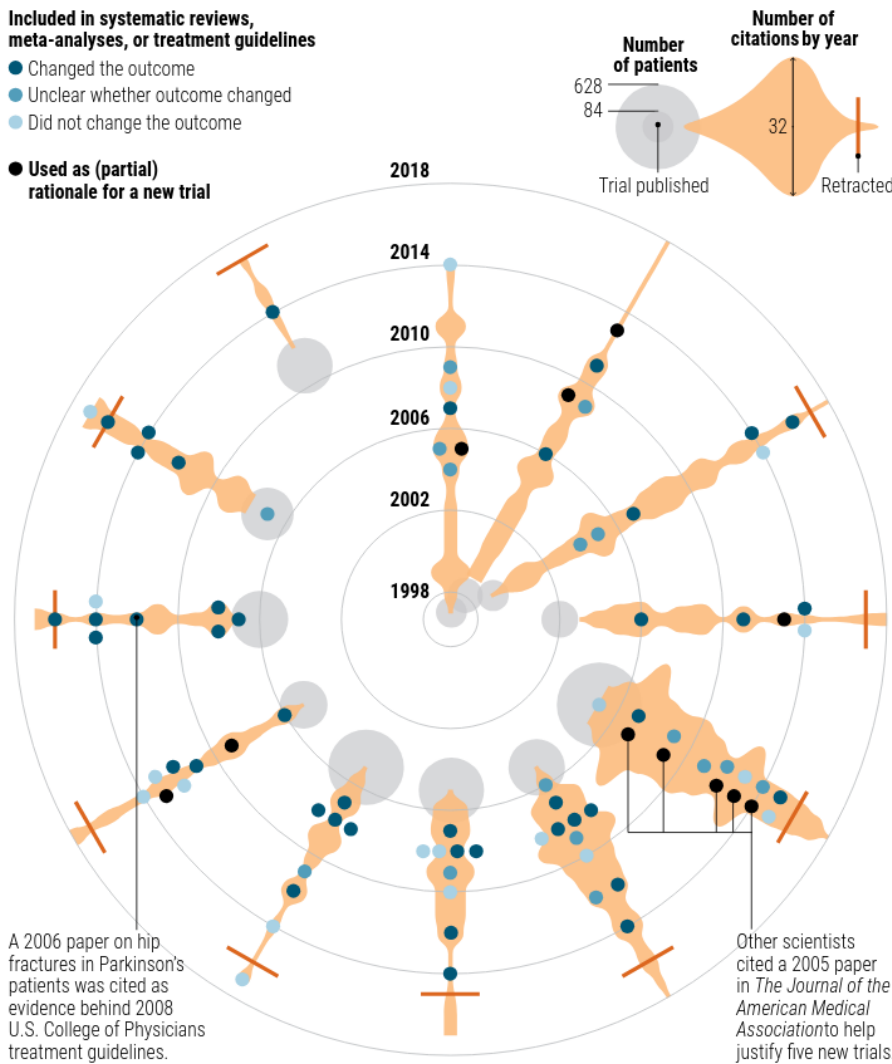 Included in systematic reviews,
meta-analyses, or treatment guidelines
Changed the outcome
Unclear whether outcome changed
Did not change the outcome
Used as (partial)
rationale for a new trial
Number
of patients
628
84
Trial published
Number of
citations by year
32
Retracted
2018
2014
2010
2006
2002
1998
A 2006 paper on hip
fractures in Parkinson's
patients was cited as
evidence behind 2008
U.S. College of Physicians
treatment guidelines.
Other scientists
cited a 2005 paper
in The Journal of the
American Medical
Associationto help
justify five new trials